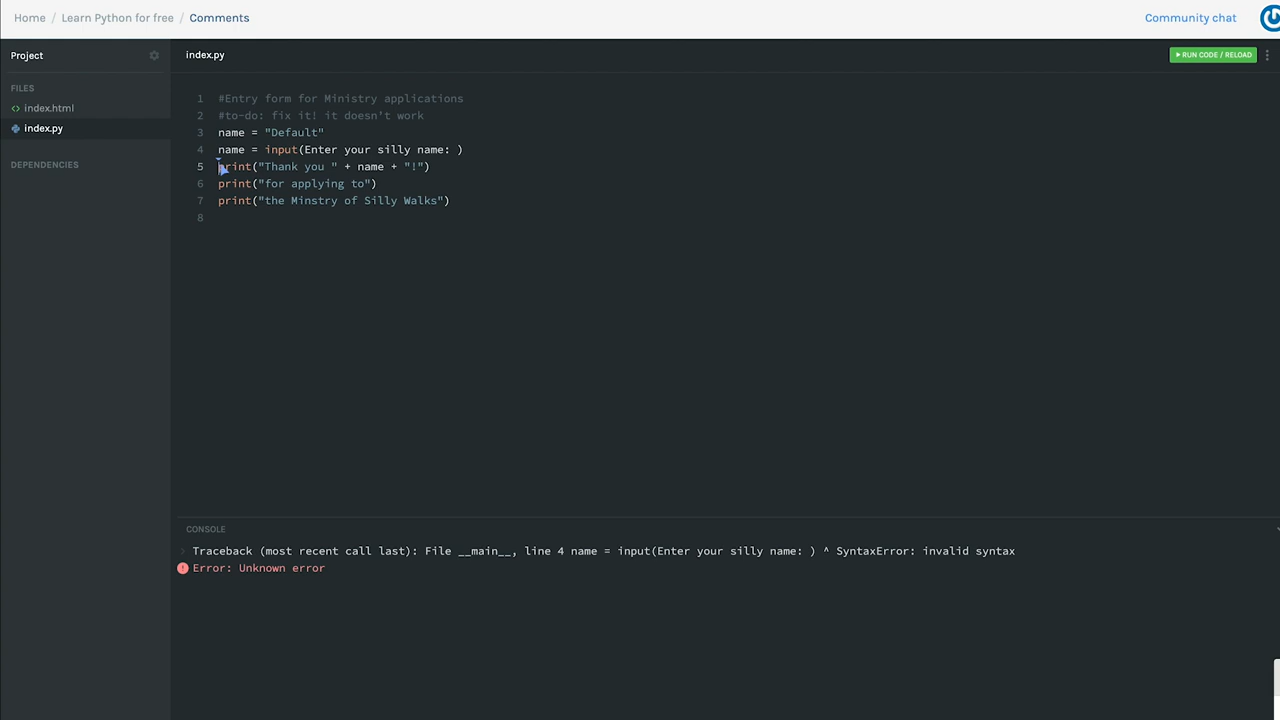 Home / Learn Python for free / Comments
Community chat
Project
index.py
RUN CODE / RELOAD
FILES
<> index.html
index.py
DEPENDENCIES
1 #Entry form for Ministry applications
2 #to-do: fix it! it doesn't work
3 name = "Default"
4 name = input(Enter your silly name: )
5 print("Thank you " + name + "!")
6 print("for applying to")
7 print("the Minstry of Silly Walks")
8
CONSOLE
Traceback (most recent call last): File __main__, line 4 name = input(Enter your silly name: ) ^ SyntaxError: invalid syntax
Error: Unknown error